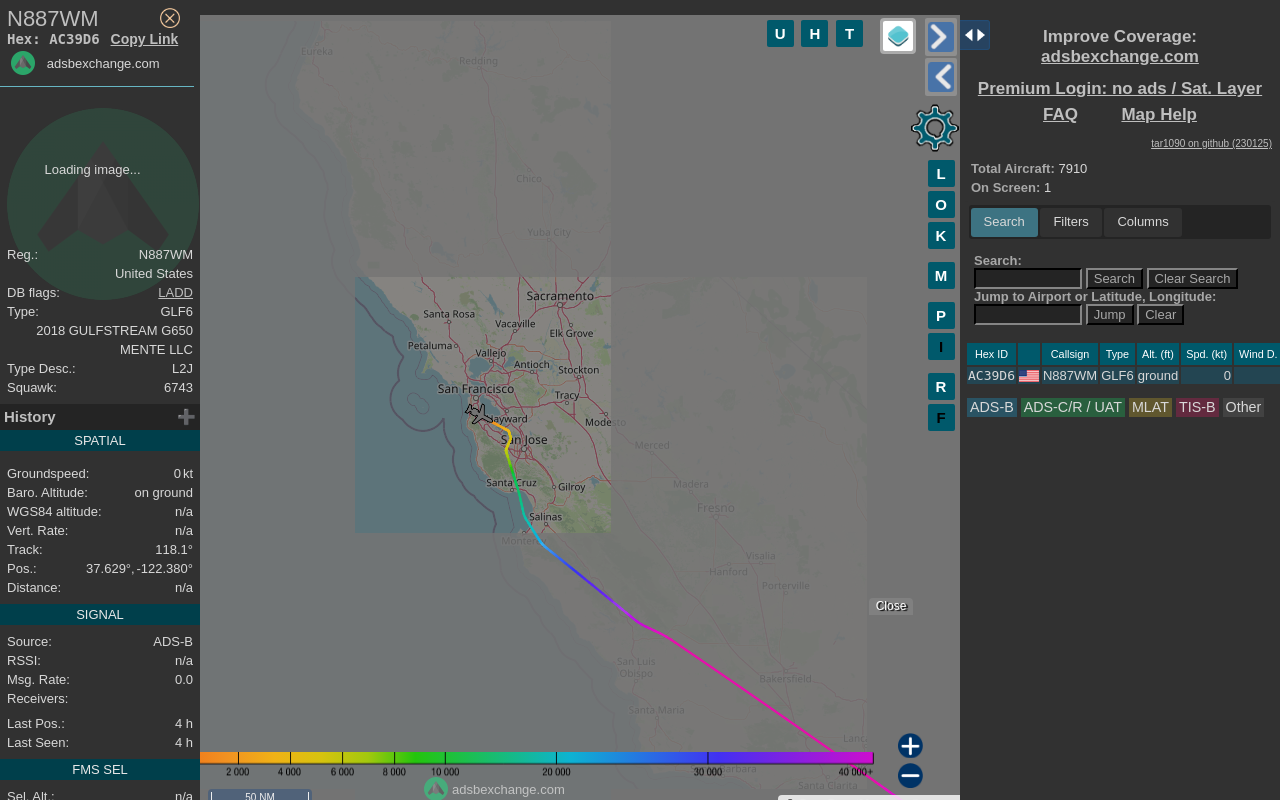 N887WM
Hex: AC39D6 Copy Link
adsbexchange.com
Loading image...
Reg.: N887WM
United States
DB flags: LADD
Type: GLF6
2018 GULFSTREAM G650
MENTE LLC
Type Desc.: L2J
Squawk: 6743
History
SPATIAL
Groundspeed: 0 kt
Baro. Altitude: on ground
WGS84 altitude: n/a
Vert. Rate: n/a
Track: 118.1°
Pos.: 37.629°, -122.380°
Distance: n/a
SIGNAL
Source: ADS-B
RSSI: n/a
Msg. Rate: 0.0
Receivers:
Last Pos.: 4 h
Last Seen: 4 h
FMS SEL
Sel. Alt.: n/a
U H T
L
O
K
M
P
I
R
F
Eureka
Redding
Chico
Yuba City
Sacramento
Santa Rosa
Vacaville
Elk Grove
Petaluma
Vallejo
Antioch
Stockton
San Francisco
Tracy
Hayward
Modesto
San Jose
Merced
Santa Cruz
Gilroy
Madera
Fresno
Salinas
Monterey
Visalia
Hanford
Porterville
Close
San Luis
Obispo
Bakersfield
Santa Maria
Santa Clarita
2 000 4 000 6 000 8 000 10 000 20 000 30 000 40 000+
adsbexchange.com
50 NM
Improve Coverage:
adsbexchange.com
Premium Login: no ads / Sat. Layer
FAQ Map Help
tar1090 on github (230125)
Total Aircraft: 7910
On Screen: 1
Search Filters Columns
Search:
Search Clear Search
Jump to Airport or Latitude, Longitude:
Jump Clear
Hex ID Callsign Type Alt. (ft) Spd. (kt) Wind D.
AC39D6 N887WM GLF6 ground 0
ADS-B ADS-C/R / UAT MLAT TIS-B Other